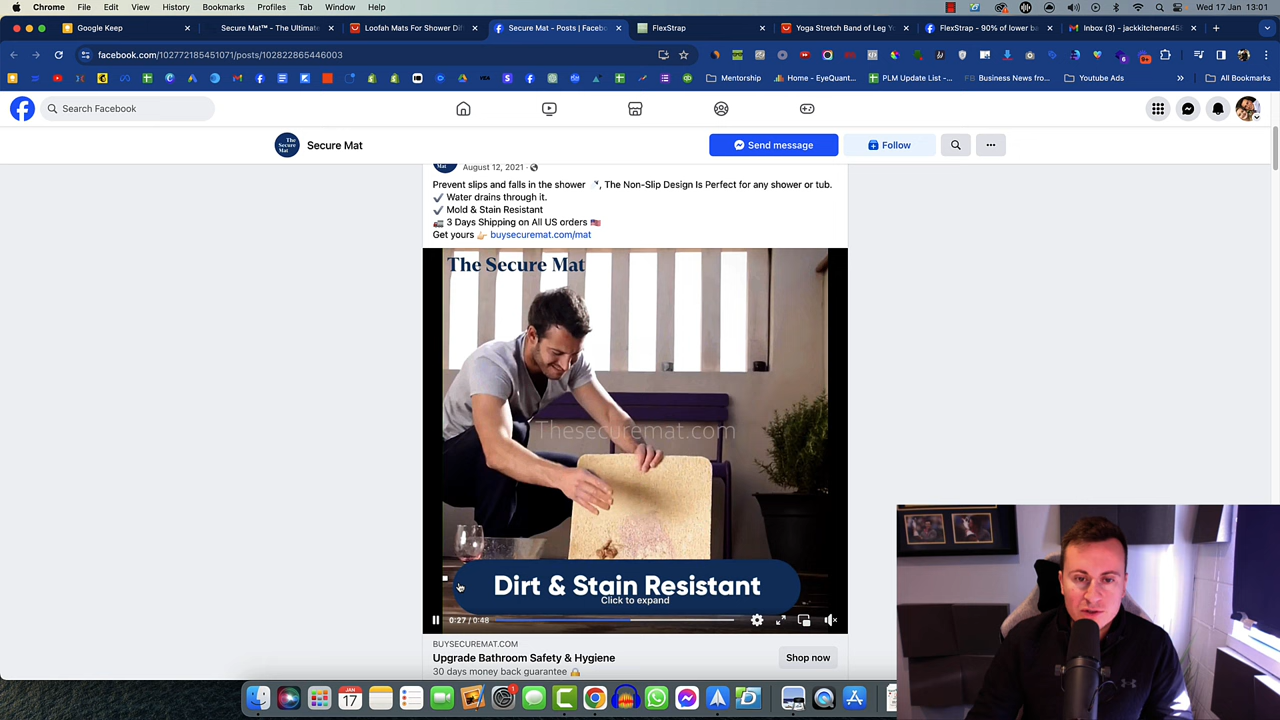 Chrome File Edit View History Bookmarks Profiles Tab Window Help Wed 17 Jan 13:01
Google Keep Secure Mat™ - The Ultimate Loofah Mats For Shower Secure Mat - Posts | Facebo FlexStrap Yoga Stretch Band of Leg FlexStrap - 90% of lower ba Inbox (3) - jackkitchener45
facebook.com/102772185451071/posts/102822865446003
Mentorship Home - EyeQuant... PLM Update List -... Business News fro... Youtube Ads All Bookmarks
Search Facebook
Secure Mat Send message Follow
August 12, 2021
Prevent slips and falls in the shower , The Non-Slip Design Is Perfect for any shower or tub.
✔ Water drains through it.
✔ Mold & Stain Resistant
3 Days Shipping on All US orders
Get yours buysecuremat.com/mat
The Secure Mat
Thesecuremat.com
Dirt & Stain Resistant
Click to expand
0:27 / 0:48
BUYSECUREMAT.COM
Upgrade Bathroom Safety & Hygiene
Shop now
30 days money back guarantee
JAN
17